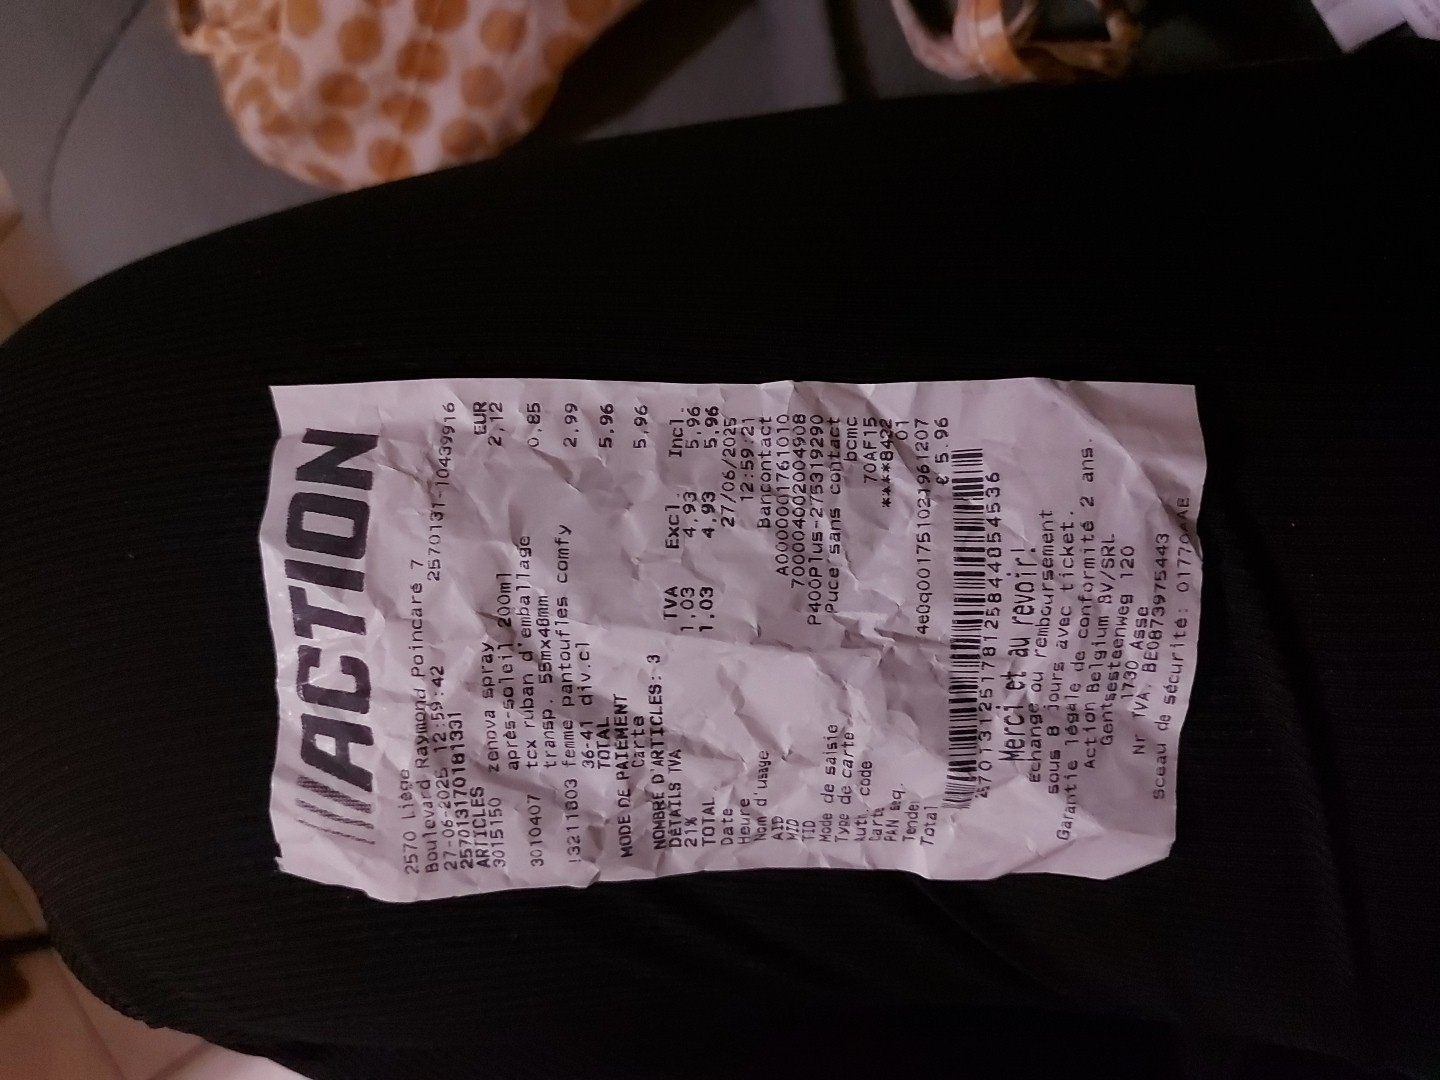 ///ACTION
2570 Liège
Boulevard Raymond Poincaré 7
27-06-2025 12:59:42 2570131-10439916
2570131701181331
ARTICLES EUR
3015150 zenova spray 2,12
après-soleil 200ml
3010407 tcx ruban d'emballage 0,85
transp. 55mx48mm
13211803 femme pantoufles comfy 2,99
36-41 div.cl
TOTAL 5,96
MODE DE PAIEMENT
Carte 5,96
NOMBRE D'ARTICLES: 3
DÉTAILS TVA TVA Excl. Incl.
21% 1,03 4,93 5,96
TOTAL 1,03 4,93 5,96
Date 27/06/2025
Heure 12:59:21
Nom d'usage Bancontact
AID A0000001761010
MID 700004002004908
TID P400Plus-275319290
Mode de saisie Puce sans contact
Type de carte bcmc
Auth. code 70AF15
Carte ****8422
PAN seq. 01
Tender 4e0q001751021961207
Total € 5.96
Merci et au revoir!
Echange ou remboursement
sous 8 jours avec ticket.
Garantie légale de conformité 2 ans.
Action Belgium BV/SRL
Gentsesteenweg 120
1730 Asse
Nr TVA. BE0873975443
Sceau de sécurité: